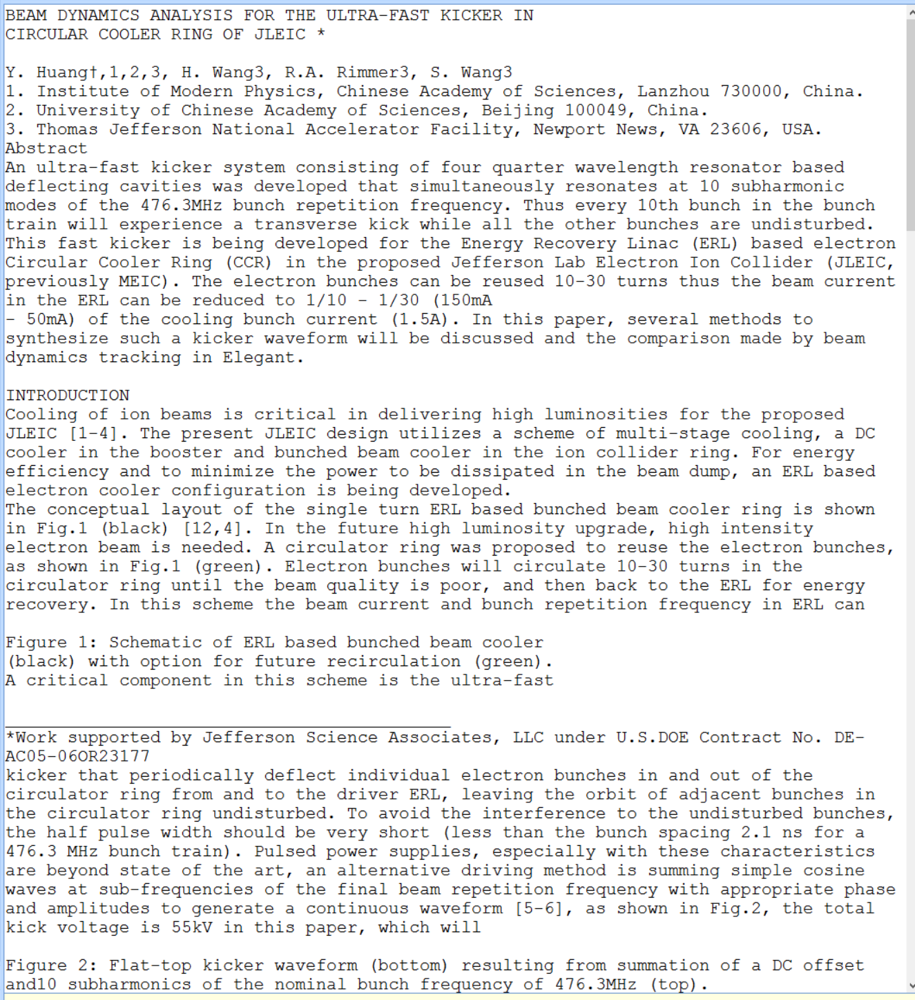 BEAM DYNAMICS ANALYSIS FOR THE ULTRA-FAST KICKER IN
CIRCULAR COOLER RING OF JLEIC *
Y. Huang†,1,2,3, H. Wang3, R.A. Rimmer3, S. Wang3
1. Institute of Modern Physics, Chinese Academy of Sciences, Lanzhou 730000, China.
2. University of Chinese Academy of Sciences, Beijing 100049, China.
3. Thomas Jefferson National Accelerator Facility, Newport News, VA 23606, USA.
Abstract
An ultra-fast kicker system consisting of four quarter wavelength resonator based
deflecting cavities was developed that simultaneously resonates at 10 subharmonic
modes of the 476.3MHz bunch repetition frequency. Thus every 10th bunch in the bunch
train will experience a transverse kick while all the other bunches are undisturbed.
This fast kicker is being developed for the Energy Recovery Linac (ERL) based electron
Circular Cooler Ring (CCR) in the proposed Jefferson Lab Electron Ion Collider (JLEIC,
previously MEIC). The electron bunches can be reused 10-30 turns thus the beam current
in the ERL can be reduced to 1/10 - 1/30 (150mA
- 50mA) of the cooling bunch current (1.5A). In this paper, several methods to
synthesize such a kicker waveform will be discussed and the comparison made by beam
dynamics tracking in Elegant.
INTRODUCTION
Cooling of ion beams is critical in delivering high luminosities for the proposed
JLEIC [1-4]. The present JLEIC design utilizes a scheme of multi-stage cooling, a DC
cooler in the booster and bunched beam cooler in the ion collider ring. For energy
efficiency and to minimize the power to be dissipated in the beam dump, an ERL based
electron cooler configuration is being developed.
The conceptual layout of the single turn ERL based bunched beam cooler ring is shown
in Fig.1 (black) [12,4]. In the future high luminosity upgrade, high intensity
electron beam is needed. A circulator ring was proposed to reuse the electron bunches,
as shown in Fig.1 (green). Electron bunches will circulate 10-30 turns in the
circulator ring until the beam quality is poor, and then back to the ERL for energy
recovery. In this scheme the beam current and bunch repetition frequency in ERL can
Figure 1: Schematic of ERL based bunched beam cooler
(black) with option for future recirculation (green).
A critical component in this scheme is the ultra-fast
___________________________________________
*Work supported by Jefferson Science Associates, LLC under U.S.DOE Contract No. DE-
AC05-06OR23177
kicker that periodically deflect individual electron bunches in and out of the
circulator ring from and to the driver ERL, leaving the orbit of adjacent bunches in
the circulator ring undisturbed. To avoid the interference to the undisturbed bunches,
the half pulse width should be very short (less than the bunch spacing 2.1 ns for a
476.3 MHz bunch train). Pulsed power supplies, especially with these characteristics
are beyond state of the art, an alternative driving method is summing simple cosine
waves at sub-frequencies of the final beam repetition frequency with appropriate phase
and amplitudes to generate a continuous waveform [5-6], as shown in Fig.2, the total
kick voltage is 55kV in this paper, which will
Figure 2: Flat-top kicker waveform (bottom) resulting from summation of a DC offset
and10 subharmonics of the nominal bunch frequency of 476.3MHz (top).